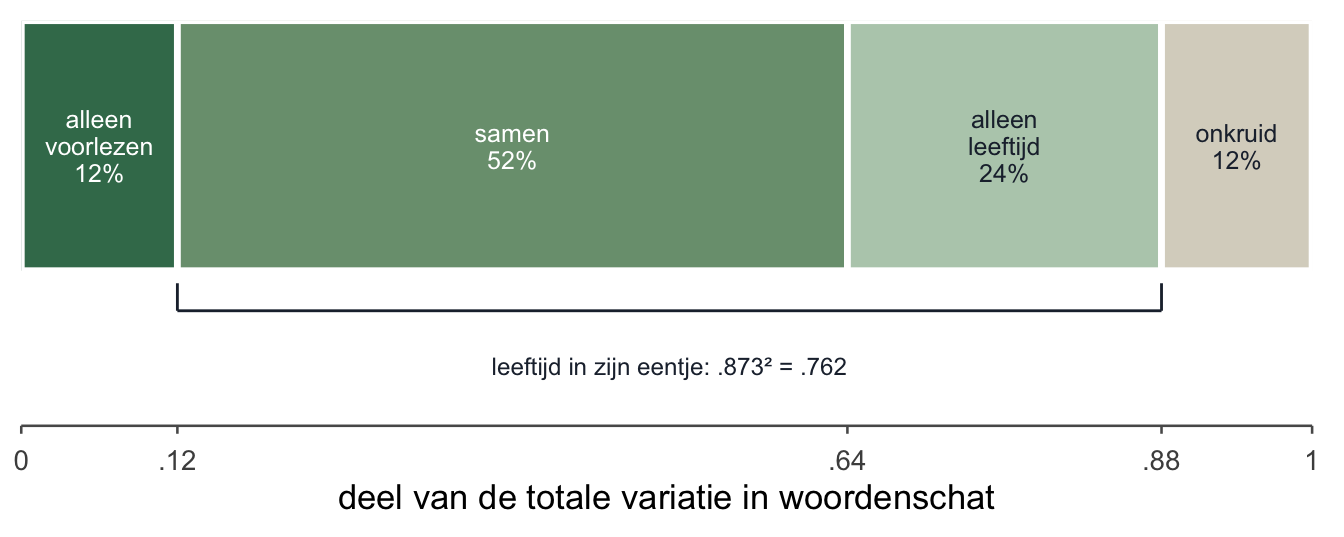 alleen
voorlezen
12%
samen
52%
alleen
leeftijd
24%
onkruid
12%
leeftijd in zijn eentje: .873² = .762
0 .12 .64 .88 1
deel van de totale variatie in woordenschat